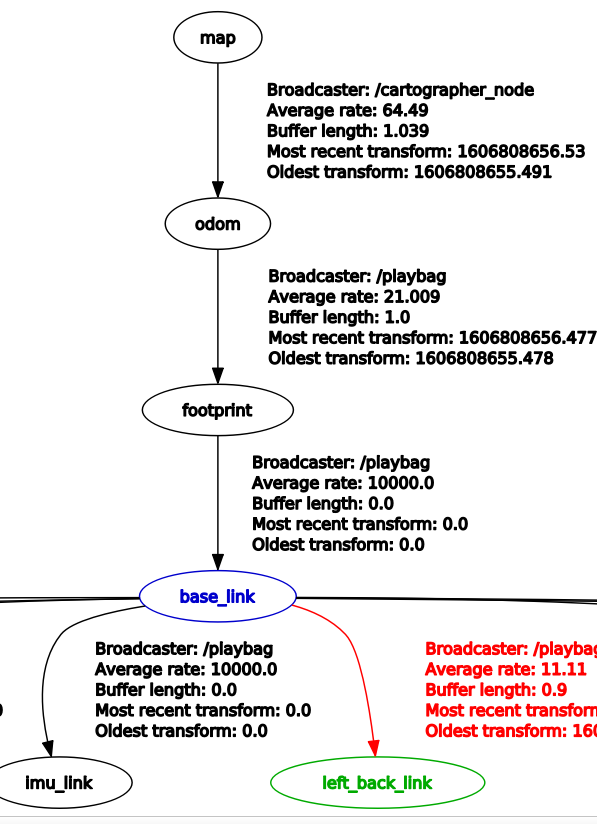 map
Broadcaster: /cartographer_node
Average rate: 64.49
Buffer length: 1.039
Most recent transform: 1606808656.53
Oldest transform: 1606808655.491
odom
Broadcaster: /playbag
Average rate: 21.009
Buffer length: 1.0
Most recent transform: 1606808656.477
Oldest transform: 1606808655.478
footprint
Broadcaster: /playbag
Average rate: 10000.0
Buffer length: 0.0
Most recent transform: 0.0
Oldest transform: 0.0
base_link
Broadcaster: /playbag
Average rate: 10000.0
Buffer length: 0.0
Most recent transform: 0.0
Oldest transform: 0.0
Broadcaster: /playbag
Average rate: 11.11
Buffer length: 0.9
Most recent transform
Oldest transform: 160
imu_link
left_back_link